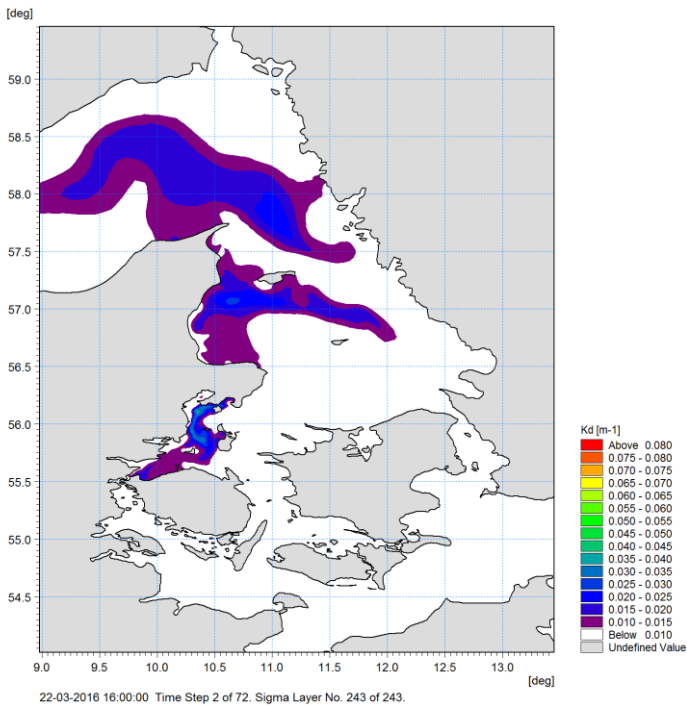 [deg]
59.0
58.5
58.0
57.5
57.0
56.5
56.0
55.5
55.0
54.5
9.0 9.5 10.0 10.5 11.0 11.5 12.0 12.5 13.0
[deg]
22-03-2016 16:00:00 Time Step 2 of 72. Sigma Layer No. 243 of 243.
Kd [m-1]
Above 0.080
0.075 - 0.080
0.070 - 0.075
0.065 - 0.070
0.060 - 0.065
0.055 - 0.060
0.050 - 0.055
0.045 - 0.050
0.040 - 0.045
0.035 - 0.040
0.030 - 0.035
0.025 - 0.030
0.020 - 0.025
0.015 - 0.020
0.010 - 0.015
Below 0.010
Undefined Value